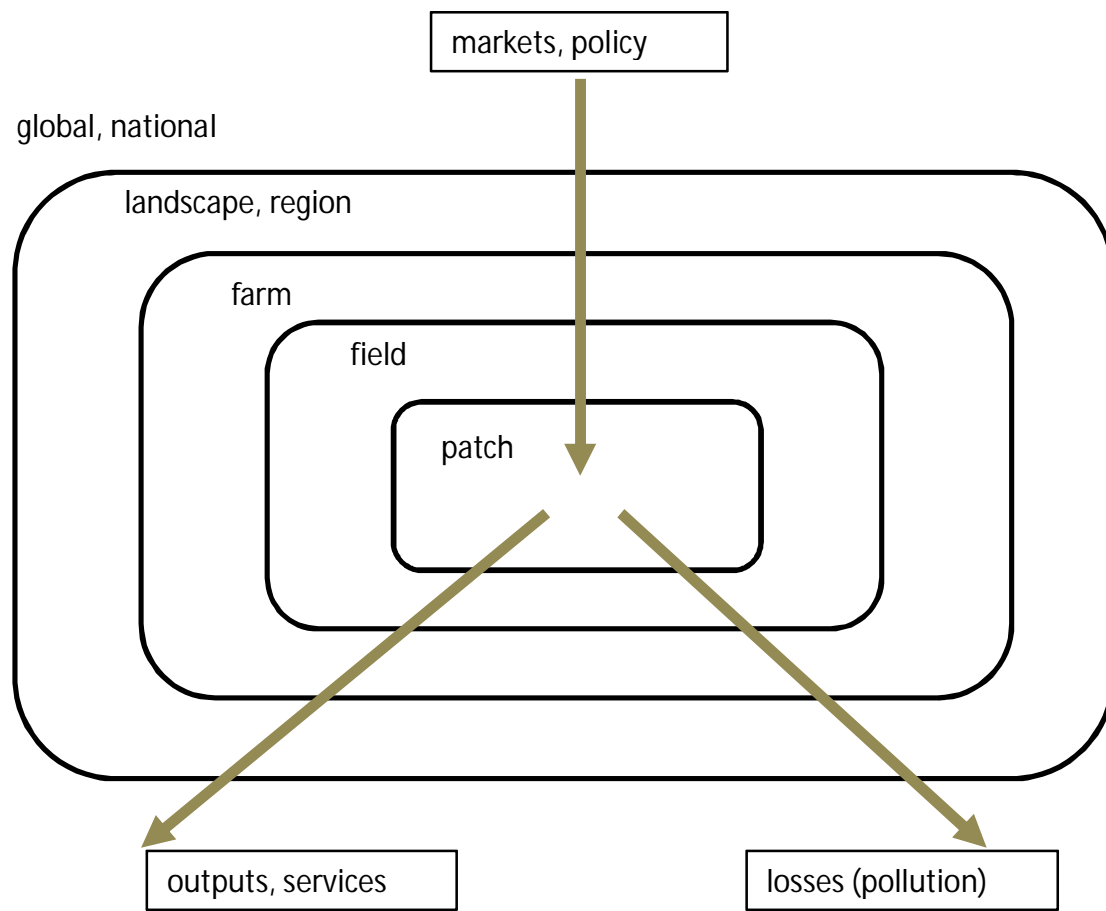 markets, policy
global, national
landscape, region
farm
field
patch
outputs, services
losses (pollution)